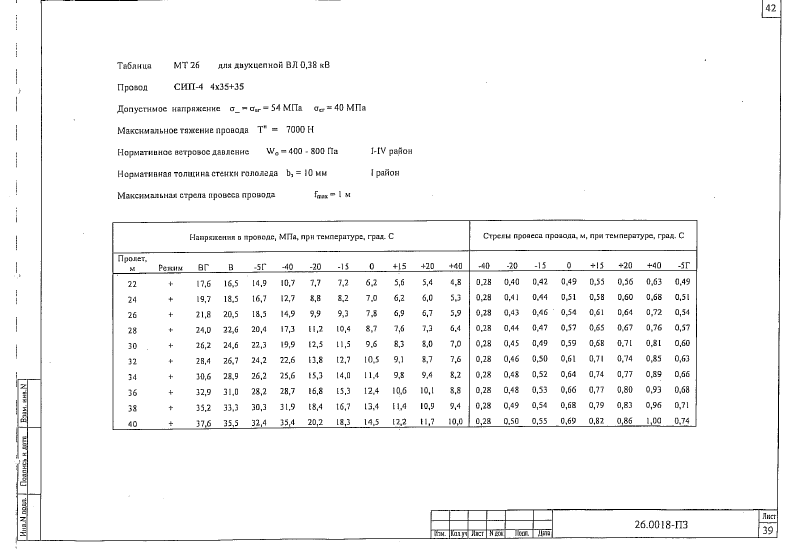 42
Таблица МТ 26 для двухцепной ВЛ 0,38 кВ
Провод СИП-4 4х35+35
Допустимое напряжение σ_ = σнг = 54 МПа σсг = 40 МПа
Максимальное тяжение провода Tн = 7000 Н
Нормативное ветровое давление W₀ = 400 - 800 Па I-IV район
Нормативная толщина стенки гололеда bэ = 10 мм I район
Максимальная стрела провеса провода fmax = 1 м
Напряжения в проводе, МПа, при температуре, град. С Стрелы провеса провода, м, при температуре, град. С
Пролет, м Режим ВГ В -5Г -40 -20 -15 0 +15 +20 +40 -40 -20 -15 0 +15 +20 +40 -5Г
22 + 17,6 16,5 14,9 10,7 7,7 7,2 6,2 5,6 5,4 4,8 0,28 0,40 0,42 0,49 0,55 0,56 0,63 0,49
24 + 19,7 18,5 16,7 12,7 8,8 8,2 7,0 6,2 6,0 5,3 0,28 0,41 0,44 0,51 0,58 0,60 0,68 0,51
26 + 21,8 20,5 18,5 14,9 9,9 9,3 7,8 6,9 6,7 5,9 0,28 0,43 0,46 0,54 0,61 0,64 0,72 0,54
28 + 24,0 22,6 20,4 17,3 11,2 10,4 8,7 7,6 7,3 6,4 0,28 0,44 0,47 0,57 0,65 0,67 0,76 0,57
30 + 26,2 24,6 22,3 19,9 12,5 11,5 9,6 8,3 8,0 7,0 0,28 0,45 0,49 0,59 0,68 0,71 0,81 0,60
32 + 28,4 26,7 24,2 22,6 13,8 12,7 10,5 9,1 8,7 7,6 0,28 0,46 0,50 0,61 0,71 0,74 0,85 0,63
34 + 30,6 28,9 26,2 25,6 15,3 14,0 11,4 9,8 9,4 8,2 0,28 0,48 0,52 0,64 0,74 0,77 0,89 0,66
36 + 32,9 31,0 28,2 28,7 16,8 15,3 12,4 10,6 10,1 8,8 0,28 0,48 0,53 0,66 0,77 0,80 0,93 0,68
38 + 35,2 33,3 30,3 31,9 18,4 16,7 13,4 11,4 10,9 9,4 0,28 0,49 0,54 0,68 0,79 0,83 0,96 0,71
40 + 37,6 35,5 32,4 35,4 20,2 18,3 14,5 12,2 11,7 10,0 0,28 0,50 0,55 0,69 0,82 0,86 1,00 0,74
Взам. инв.N
Подпись и дата
Инв.N подл.
Изм. Кол.уч Лист N док Подп. Дата
26.0018-ПЗ
Лист
39